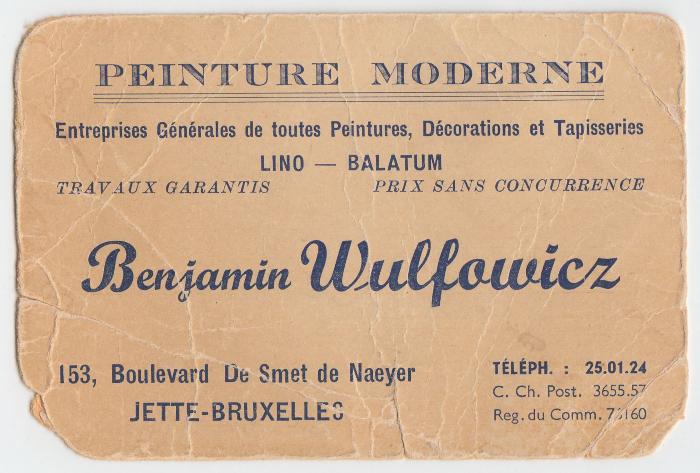 PEINTURE MODERNE
Entreprises Générales de toutes Peintures, Décorations et Tapisseries
LINO — BALATUM
TRAVAUX GARANTIS PRIX SANS CONCURRENCE
Benjamin Wulfowicz
153, Boulevard De Smet de Naeyer
JETTE-BRUXELLES
TÉLÉPH. : 25.01.24
C. Ch. Post. 3655.57
Reg. du Comm.